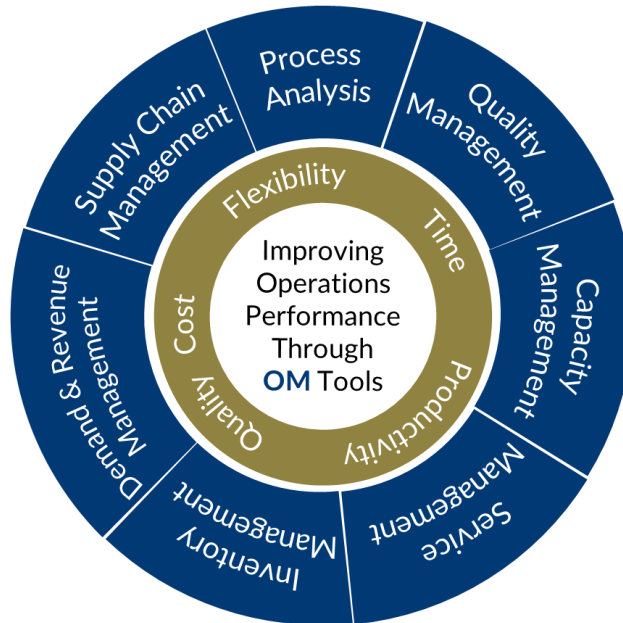 Process
Analysis
Quality
Management
Capacity
Management
Service
Management
Inventory
Management
Demand & Revenue
Management
Supply Chain
Management
Flexibility
Time
Productivity
Quality
Cost
Improving
Operations
Performance
Through
OM Tools